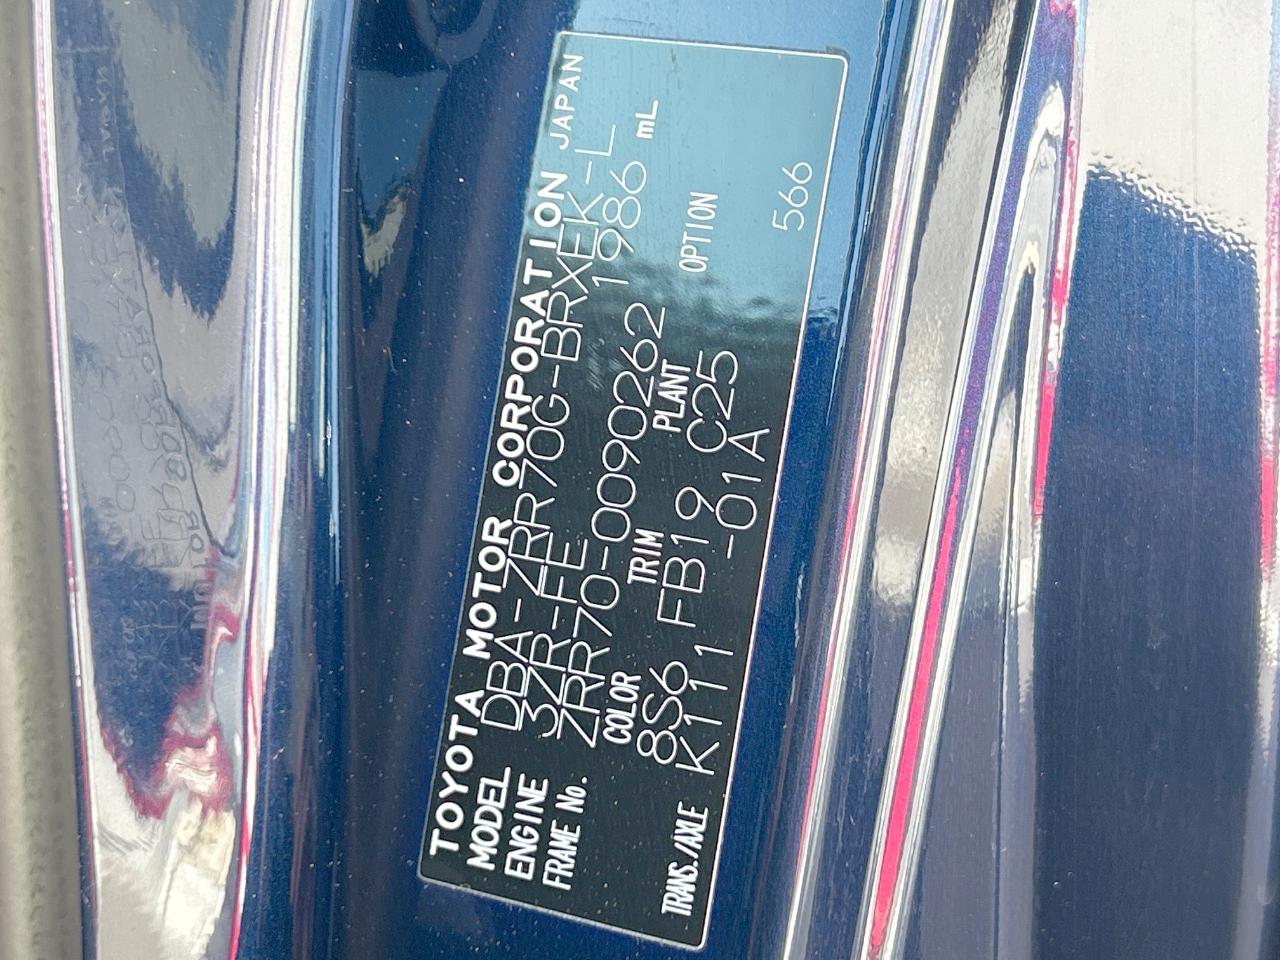 TOYOTA MOTOR CORPORATION JAPAN
MODEL DBA-ZRR70G-BRXEK-L
ENGINE 3ZR-FE 1986 mL
FRAME No. ZRR70-0090262
COLOR TRIM PLANT OPTION
8S6 FB19 C25
TRANS./AXLE K111 -01A 566